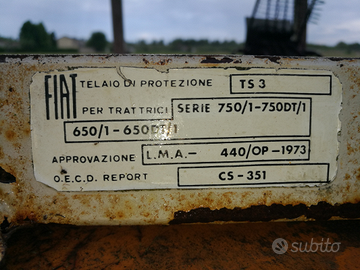 FIAT
TELAIO DI PROTEZIONE TS 3
PER TRATTRICI SERIE 750/1-750DT/1
650/1-650DT/1
APPROVAZIONE L.M.A- 440/OP-1973
O.E.C.D. REPORT CS-351
subito